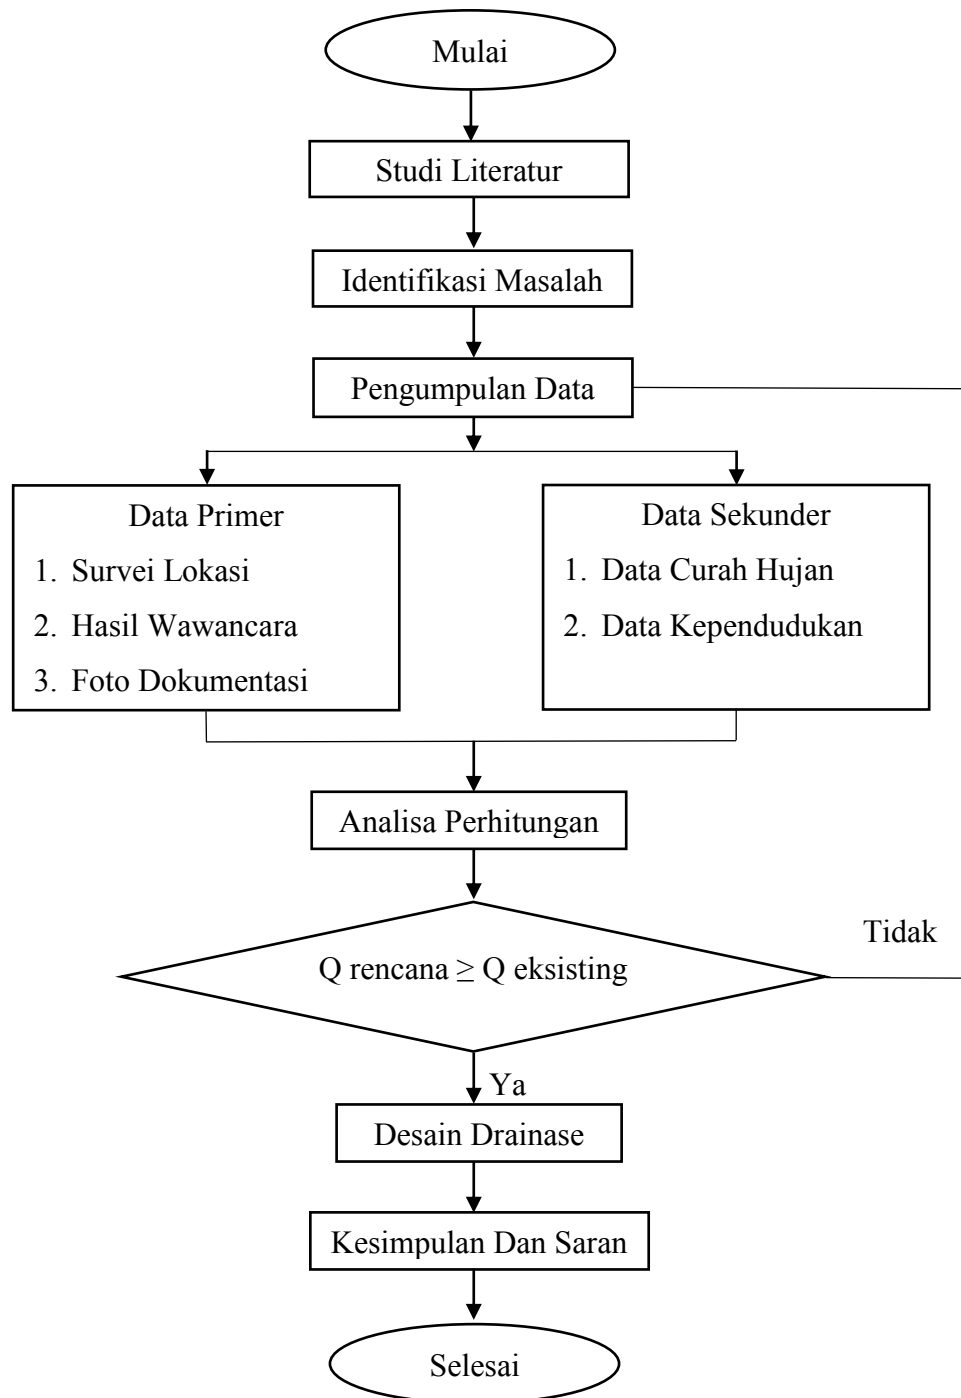 Mulai
Studi Literatur
Identifikasi Masalah
Pengumpulan Data
Data Primer
1. Survei Lokasi
2. Hasil Wawancara
3. Foto Dokumentasi
Data Sekunder
1. Data Curah Hujan
2. Data Kependudukan
Analisa Perhitungan
Q rencana ≥ Q eksisting
Tidak
Ya
Desain Drainase
Kesimpulan Dan Saran
Selesai